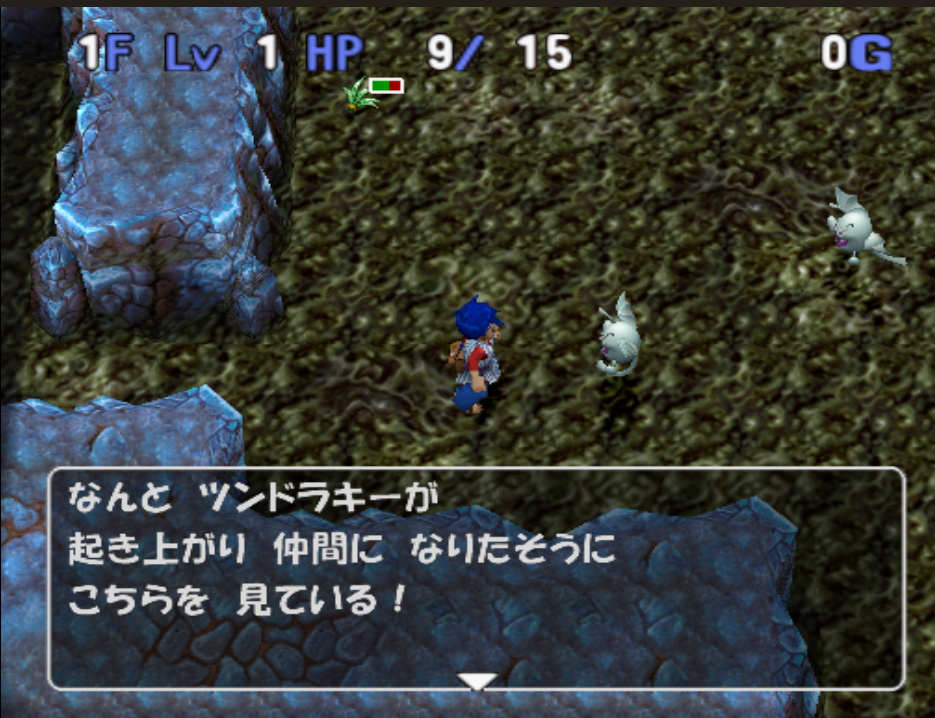 1F Lv 1 HP 9/ 15 0G
なんと ツンドラキーが
起き上がり 仲間に なりたそうに
こちらを 見ている！